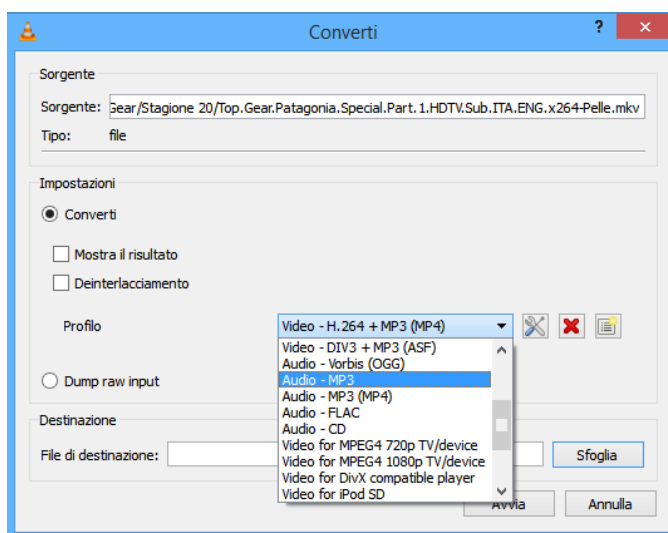 Converti
?
Sorgente
Sorgente: Gear/Stagione 20/Top.Gear.Patagonia.Special.Part.1.HDTV.Sub.ITA.ENG.x264-Pelle.mkv
Tipo: file
Impostazioni
Converti
Mostra il risultato
Deinterlacciamento
Profilo
Video - H.264 + MP3 (MP4)
Video - DIV3 + MP3 (ASF)
Audio - Vorbis (OGG)
Audio - MP3
Audio - MP3 (MP4)
Audio - FLAC
Audio - CD
Video for MPEG4 720p TV/device
Video for MPEG4 1080p TV/device
Video for DivX compatible player
Video for iPod SD
Dump raw input
Destinazione
File di destinazione:
Sfoglia
Avvia
Annulla